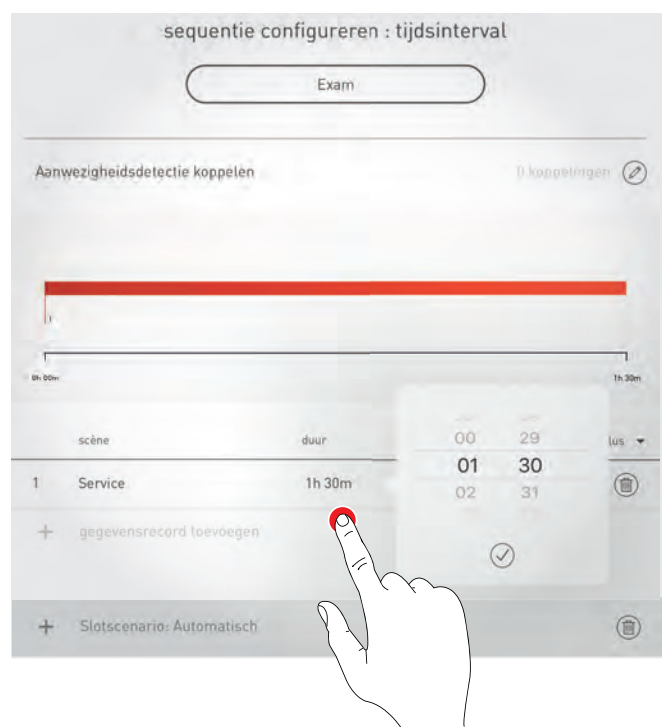 sequentie configureren : tijdsinterval
Exam
Aanwezigheidsdetectie koppelen 0 koppelingen
1
0h 00m 1h 30m
scène duur lus
00 29
01 30
02 31
1 Service 1h 30m
+ gegevensrecord toevoegen
+ Slotscenario: Automatisch